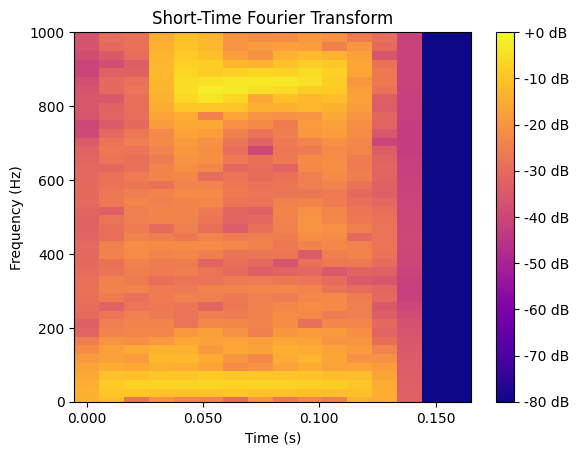 Short-Time Fourier Transform
1000
800
600
400
200
0
Frequency (Hz)
0.000
0.050
0.100
0.150
Time (s)
+0 dB
-10 dB
-20 dB
-30 dB
-40 dB
-50 dB
-60 dB
-70 dB
-80 dB